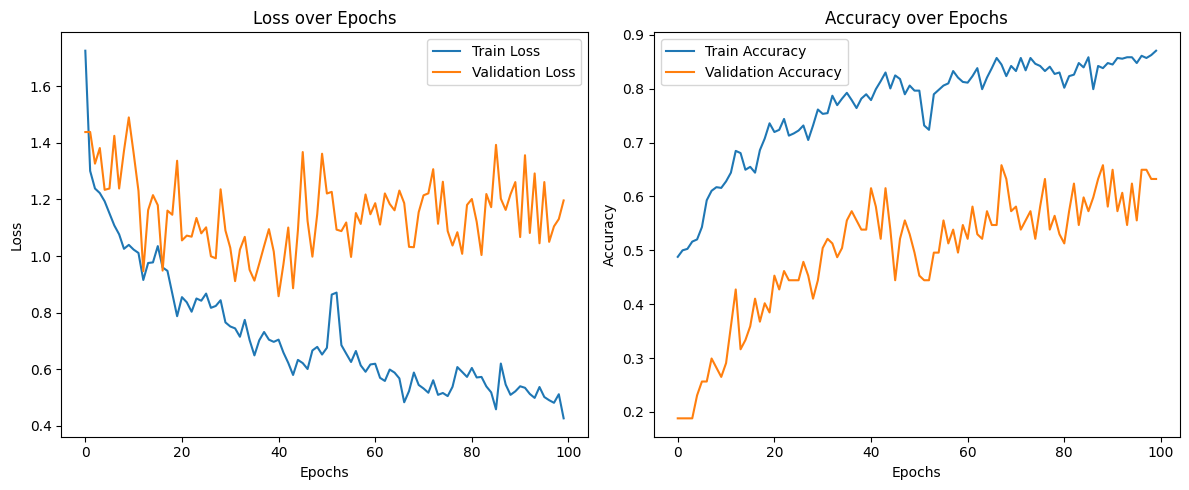 Loss over Epochs
Train Loss
Validation Loss
1.6
1.4
1.2
1.0
0.8
0.6
0.4
Loss
0 20 40 60 80 100
Epochs
Accuracy over Epochs
Train Accuracy
Validation Accuracy
0.9
0.8
0.7
0.6
0.5
0.4
0.3
0.2
Accuracy
0 20 40 60 80 100
Epochs